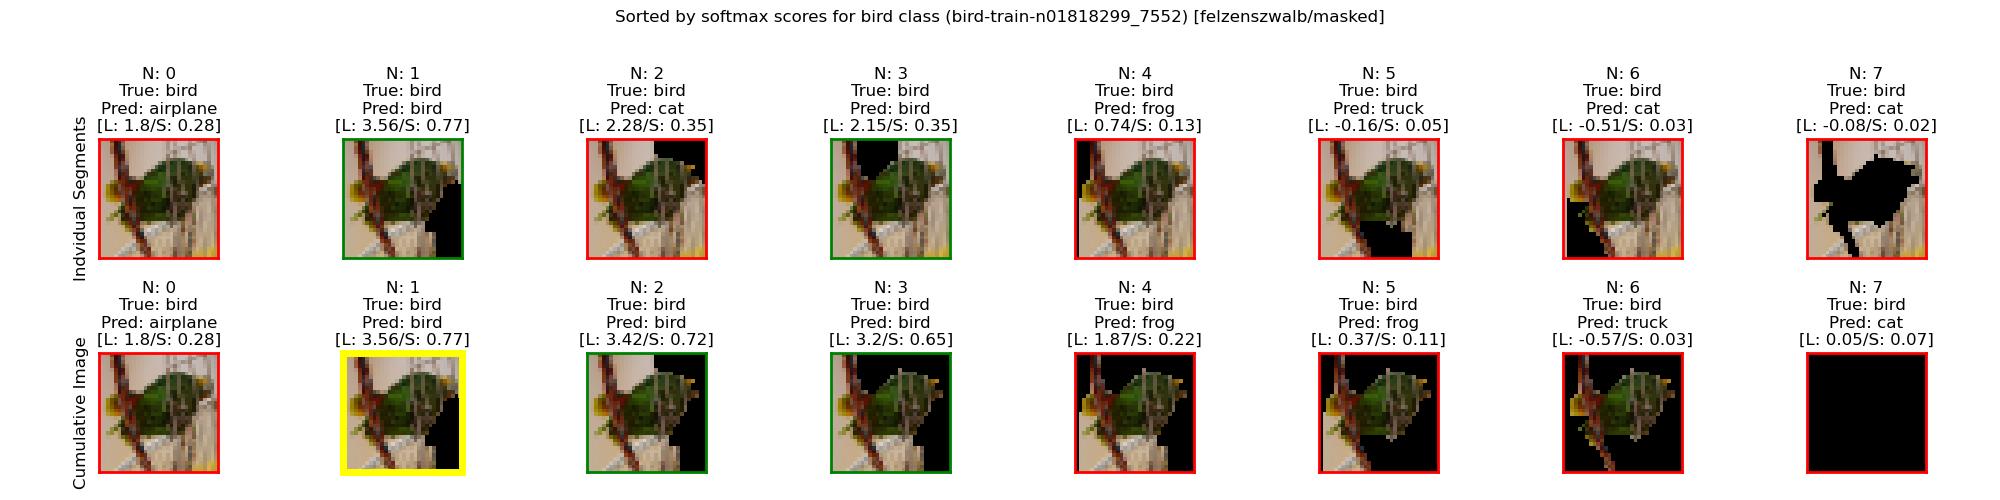 Sorted by softmax scores for bird class (bird-train-n01818299_7552) [felzenszwalb/masked]
Indvidual Segments
N: 0
True: bird
Pred: airplane
[L: 1.8/S: 0.28]
N: 1
True: bird
Pred: bird
[L: 3.56/S: 0.77]
N: 2
True: bird
Pred: cat
[L: 2.28/S: 0.35]
N: 3
True: bird
Pred: bird
[L: 2.15/S: 0.35]
N: 4
True: bird
Pred: frog
[L: 0.74/S: 0.13]
N: 5
True: bird
Pred: truck
[L: -0.16/S: 0.05]
N: 6
True: bird
Pred: cat
[L: -0.51/S: 0.03]
N: 7
True: bird
Pred: cat
[L: -0.08/S: 0.02]
Cumulative Image
N: 0
True: bird
Pred: airplane
[L: 1.8/S: 0.28]
N: 1
True: bird
Pred: bird
[L: 3.56/S: 0.77]
N: 2
True: bird
Pred: bird
[L: 3.42/S: 0.72]
N: 3
True: bird
Pred: bird
[L: 3.2/S: 0.65]
N: 4
True: bird
Pred: frog
[L: 1.87/S: 0.22]
N: 5
True: bird
Pred: frog
[L: 0.37/S: 0.11]
N: 6
True: bird
Pred: truck
[L: -0.57/S: 0.03]
N: 7
True: bird
Pred: cat
[L: 0.05/S: 0.07]